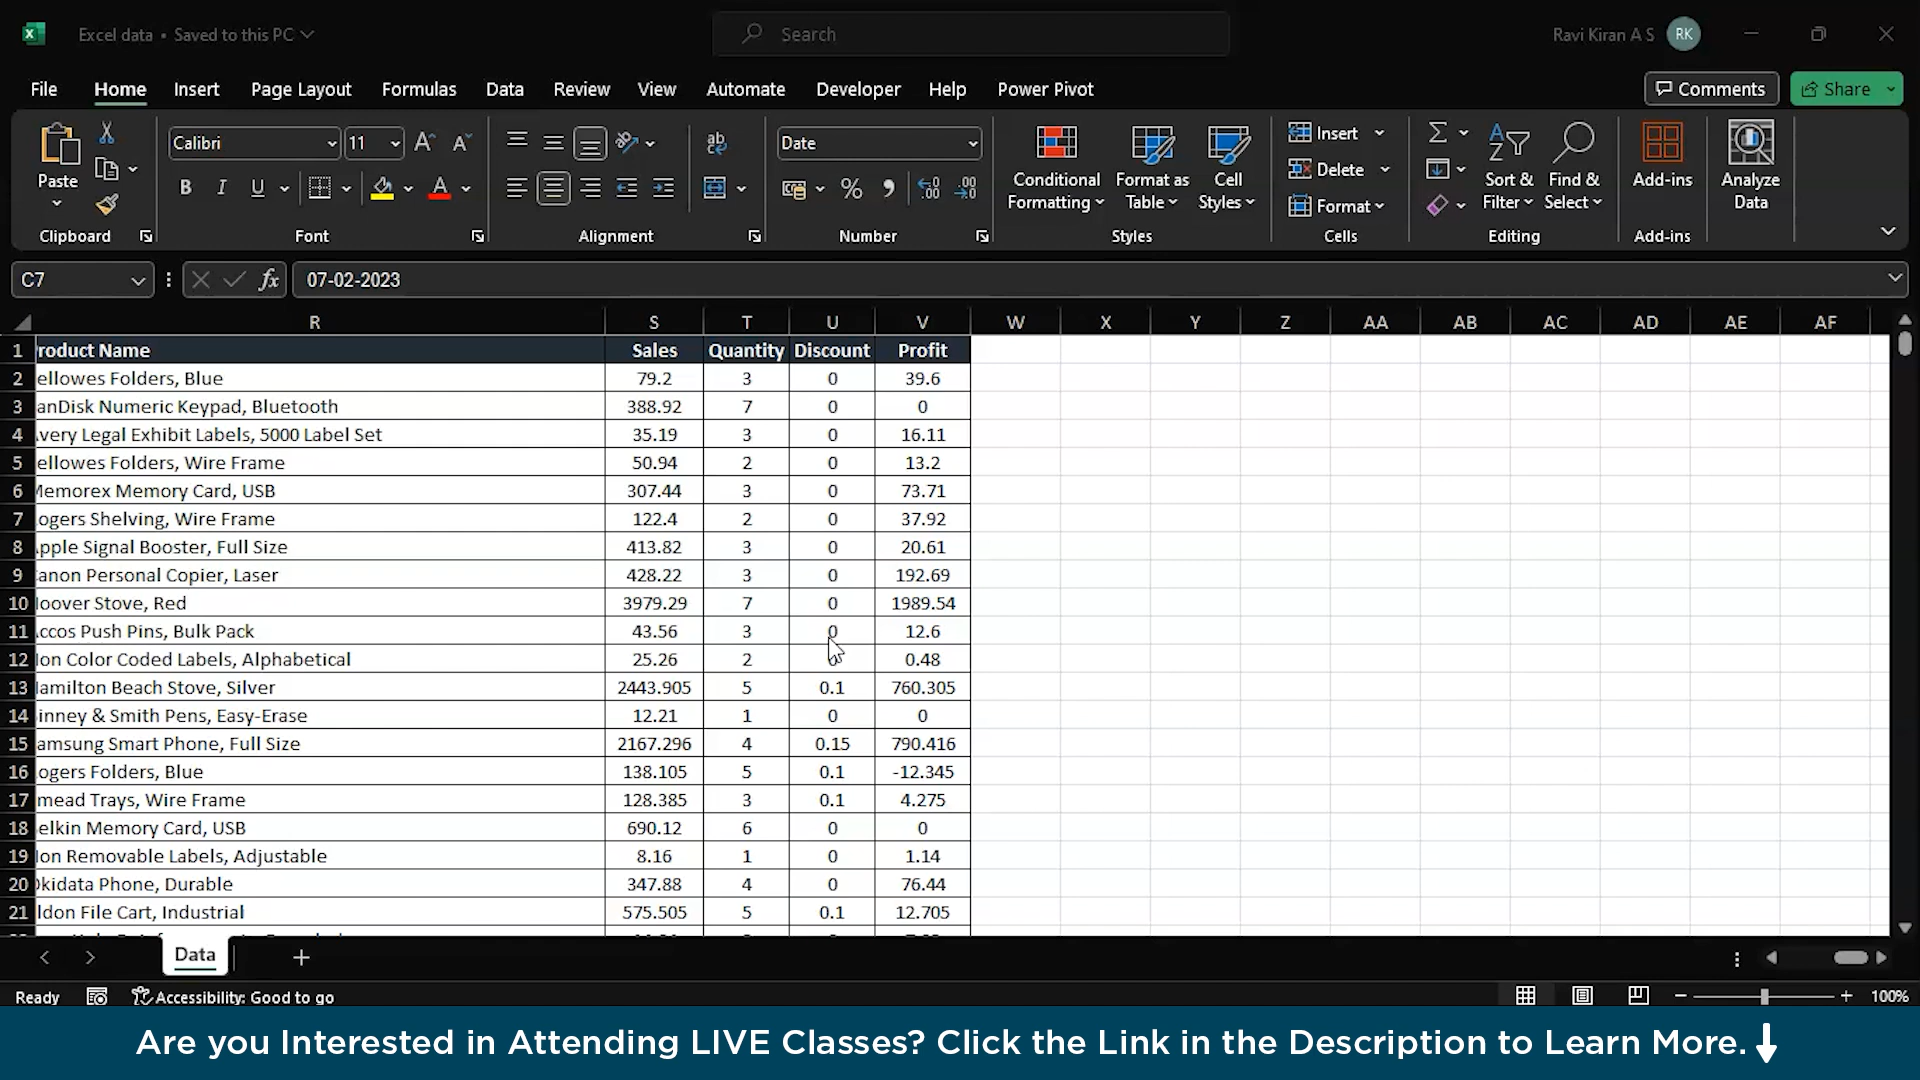 Excel data • Saved to this PC
Search
Ravi Kiran A S
RK
File Home Insert Page Layout Formulas Data Review View Automate Developer Help Power Pivot
Comments
Share
Paste
Clipboard
Calibri 11
B I U A
Font
ab
Alignment
Date
%
Number
Conditional Formatting
Format as Table
Cell Styles
Styles
Insert
Delete
Format
Cells
Sort & Filter
Find & Select
Editing
Add-ins
Add-ins
Analyze Data
C7 fx 07-02-2023
R S T U V W X Y Z AA AB AC AD AE AF
1 roduct Name Sales Quantity Discount Profit
2 ellowes Folders, Blue 79.2 3 0 39.6
3 anDisk Numeric Keypad, Bluetooth 388.92 7 0 0
4 very Legal Exhibit Labels, 5000 Label Set 35.19 3 0 16.11
5 ellowes Folders, Wire Frame 50.94 2 0 13.2
6 Memorex Memory Card, USB 307.44 3 0 73.71
7 ogers Shelving, Wire Frame 122.4 2 0 37.92
8 pple Signal Booster, Full Size 413.82 3 0 20.61
9 anon Personal Copier, Laser 428.22 3 0 192.69
10 oover Stove, Red 3979.29 7 0 1989.54
11 ccos Push Pins, Bulk Pack 43.56 3 0 12.6
12 on Color Coded Labels, Alphabetical 25.26 2 0 0.48
13 amilton Beach Stove, Silver 2443.905 5 0.1 760.305
14 inney & Smith Pens, Easy-Erase 12.21 1 0 0
15 amsung Smart Phone, Full Size 2167.296 4 0.15 790.416
16 ogers Folders, Blue 138.105 5 0.1 -12.345
17 mead Trays, Wire Frame 128.385 3 0.1 4.275
18 elkin Memory Card, USB 690.12 6 0 0
19 on Removable Labels, Adjustable 8.16 1 0 1.14
20 kidata Phone, Durable 347.88 4 0 76.44
21 ldon File Cart, Industrial 575.505 5 0.1 12.705
Data
Ready Accessibility: Good to go 100%
Are you Interested in Attending LIVE Classes? Click the Link in the Description to Learn More.